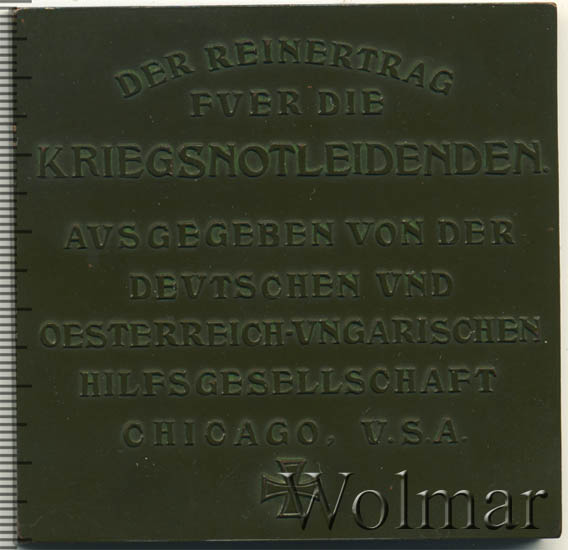 DER REINERTRAG
FVER DIE
KRIEGSNOTLEIDENDEN.
AVSGEGEBEN VON DER
DEVTSCHEN VND
OESTERREICH-VNGARISCHEN
HILFSGESELLSCHAFT
CHICAGO, V.S.A.
Wolmar